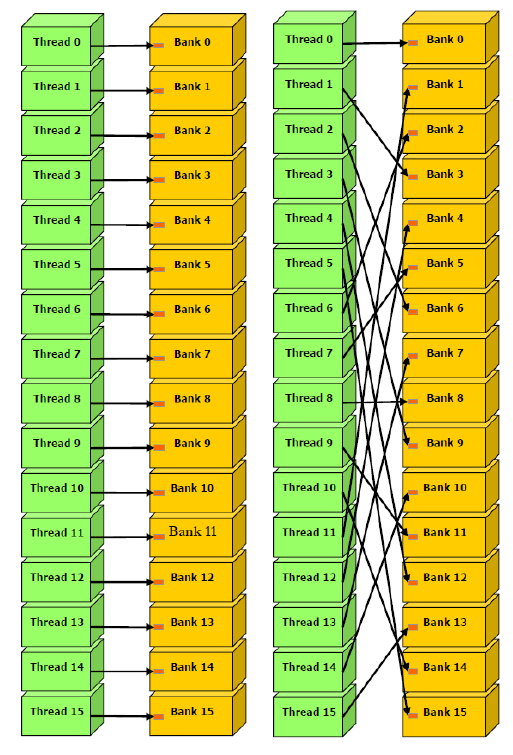 Thread 0 Bank 0 Thread 0 Bank 0
Thread 1 Bank 1 Thread 1 Bank 1
Thread 2 Bank 2 Thread 2 Bank 2
Thread 3 Bank 3 Thread 3 Bank 3
Thread 4 Bank 4 Thread 4 Bank 4
Thread 5 Bank 5 Thread 5 Bank 5
Thread 6 Bank 6 Thread 6 Bank 6
Thread 7 Bank 7 Thread 7 Bank 7
Thread 8 Bank 8 Thread 8 Bank 8
Thread 9 Bank 9 Thread 9 Bank 9
Thread 10 Bank 10 Thread 10 Bank 10
Thread 11 Bank 11 Thread 11 Bank 11
Thread 12 Bank 12 Thread 12 Bank 12
Thread 13 Bank 13 Thread 13 Bank 13
Thread 14 Bank 14 Thread 14 Bank 14
Thread 15 Bank 15 Thread 15 Bank 15